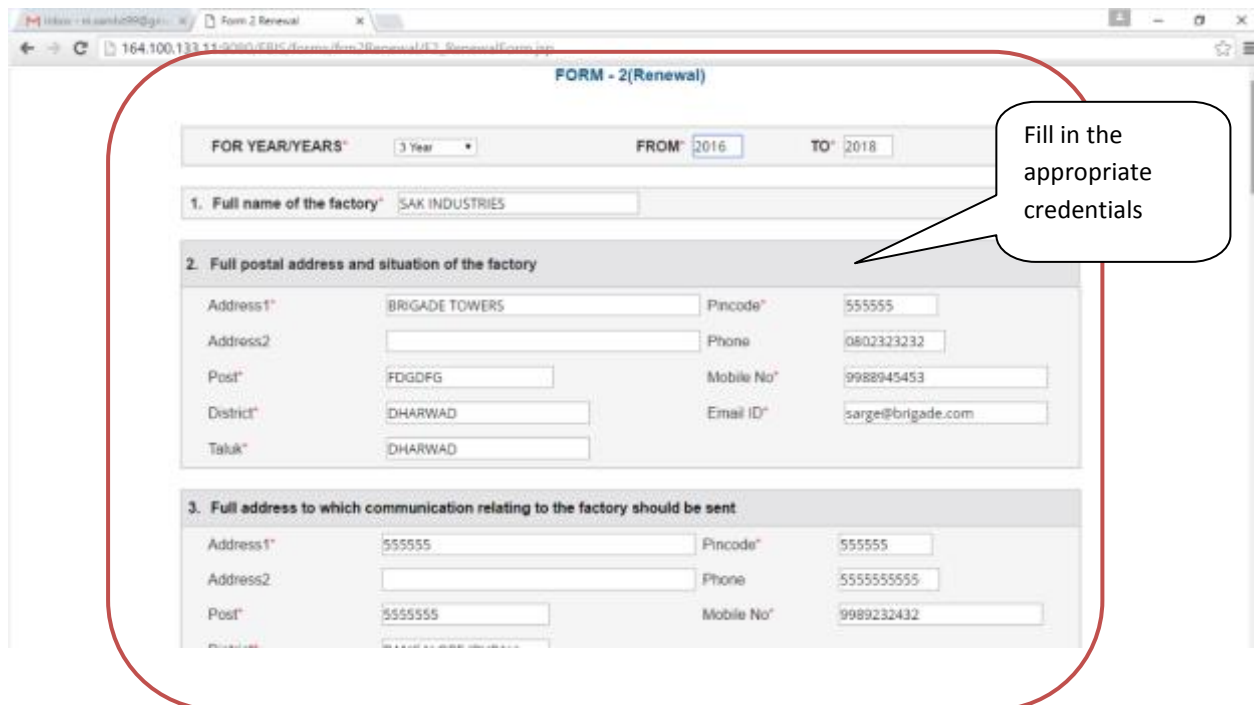 Form 2 Renewal
FORM - 2(Renewal)
FOR YEAR/YEARS* 3 Year FROM* 2016 TO* 2018
Fill in the
appropriate
credentials
1. Full name of the factory* SAK INDUSTRIES
2. Full postal address and situation of the factory
Address1* BRIGADE TOWERS Pincode* 555555
Address2 Phone 0802323232
Post* FDGDFG Mobile No* 9988945453
District* DHARWAD Email ID* sarge@brigade.com
Taluk* DHARWAD
3. Full address to which communication relating to the factory should be sent
Address1* 555555 Pincode* 555555
Address2 Phone 5555555555
Post* 5555555 Mobile No* 9989232432